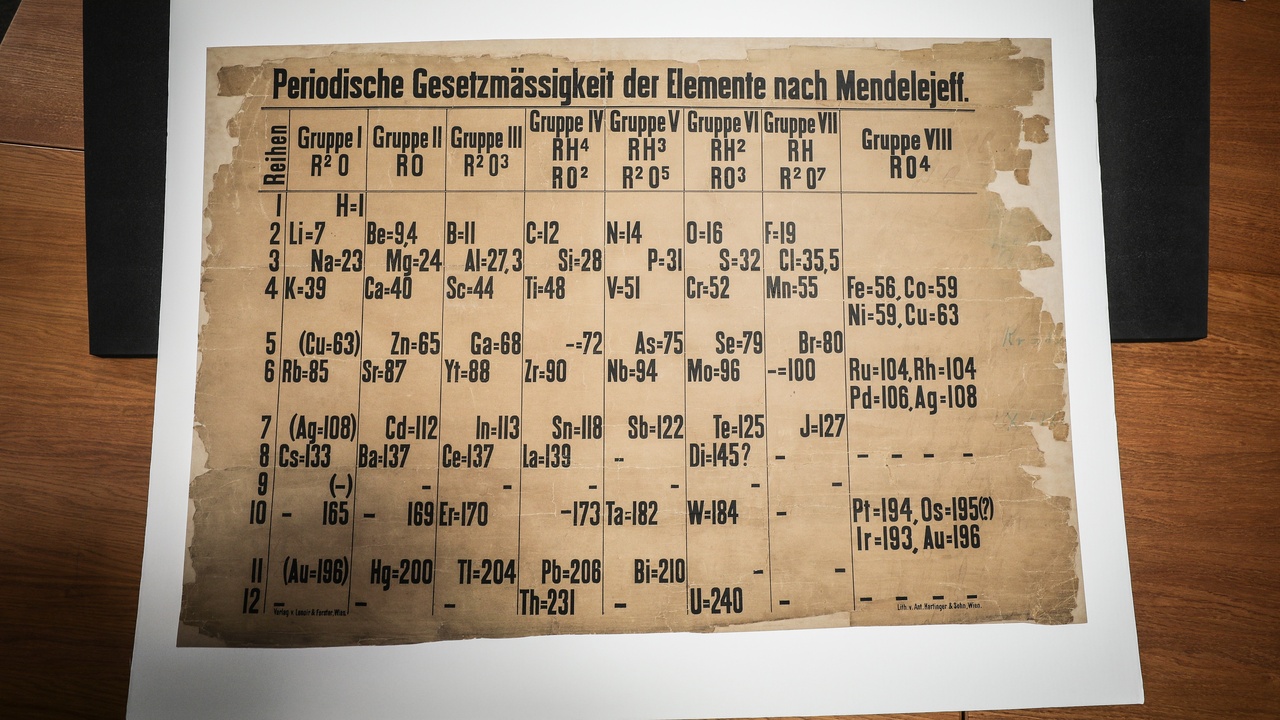 Periodische Gesetzmässigkeit der Elemente nach Mendelejeff.
Reihen Gruppe I Gruppe II Gruppe III Gruppe IV Gruppe V Gruppe VI Gruppe VII Gruppe VIII
RH⁴ RH³ RH² RH
R²O RO R²O³ RO² R²O⁵ RO³ R²O⁷ RO⁴
1 H=1
2 Li=7 Be=9,4 B=11 C=12 N=14 O=16 F=19
3 Na=23 Mg=24 Al=27,3 Si=28 P=31 S=32 Cl=35,5
4 K=39 Ca=40 Sc=44 Ti=48 V=51 Cr=52 Mn=55 Fe=56, Co=59
Ni=59, Cu=63
5 (Cu=63) Zn=65 Ga=68 -=72 As=75 Se=79 Br=80
6 Rb=85 Sr=87 Yt=88 Zr=90 Nb=94 Mo=96 -=100 Ru=104, Rh=104
Pd=106, Ag=108
7 (Ag=108) Cd=112 In=113 Sn=118 Sb=122 Te=125 J=127
8 Cs=133 Ba=137 Ce=137 La=139 - Di=145? - - - - -
9 (-) - - - - - -
10 - 165 - 169 Er=170 -173 Ta=182 W=184 - Pt=194, Os=195(?)
Ir=193, Au=196
11 (Au=196) Hg=200 Tl=204 Pb=206 Bi=210 - -
12 - - - Th=231 - U=240 - - - - -
Verlag v. Lenoir & Forster, Wien. Lith. v. Ant. Hartinger & Sohn, Wien.